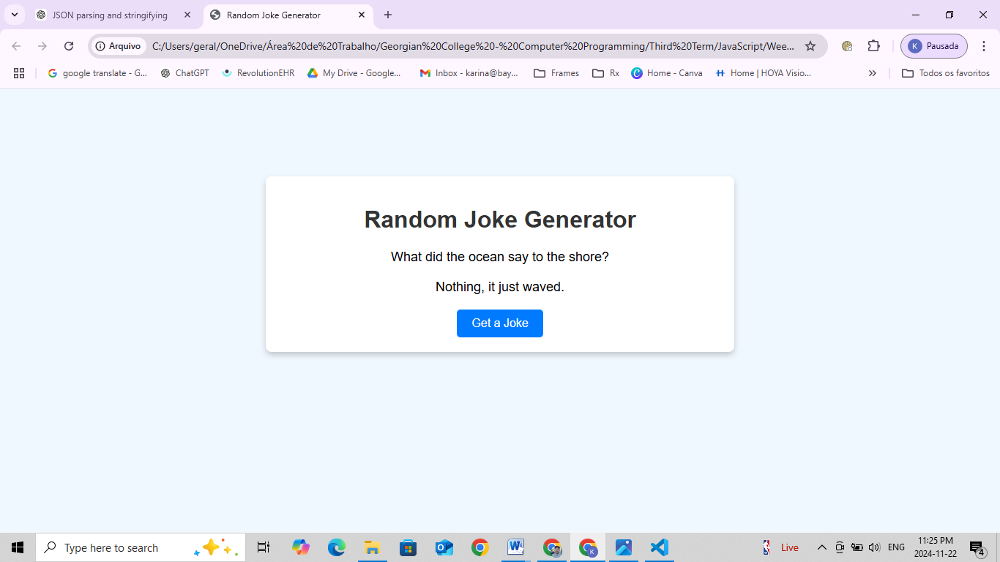 JSON parsing and stringifying
Random Joke Generator
Arquivo
C:/Users/geral/OneDrive/Área%20de%20Trabalho/Georgian%20College%20-%20Computer%20Programming/Third%20Term/JavaScript/Wee...
K Pausada
google translate - G...
ChatGPT
RevolutionEHR
My Drive - Google...
Inbox - karina@bay...
Frames
Rx
Home - Canva
Home | HOYA Visio...
Todos os favoritos
Random Joke Generator
What did the ocean say to the shore?
Nothing, it just waved.
Get a Joke
Type here to search
Live
ENG
11:25 PM
2024-11-22
4